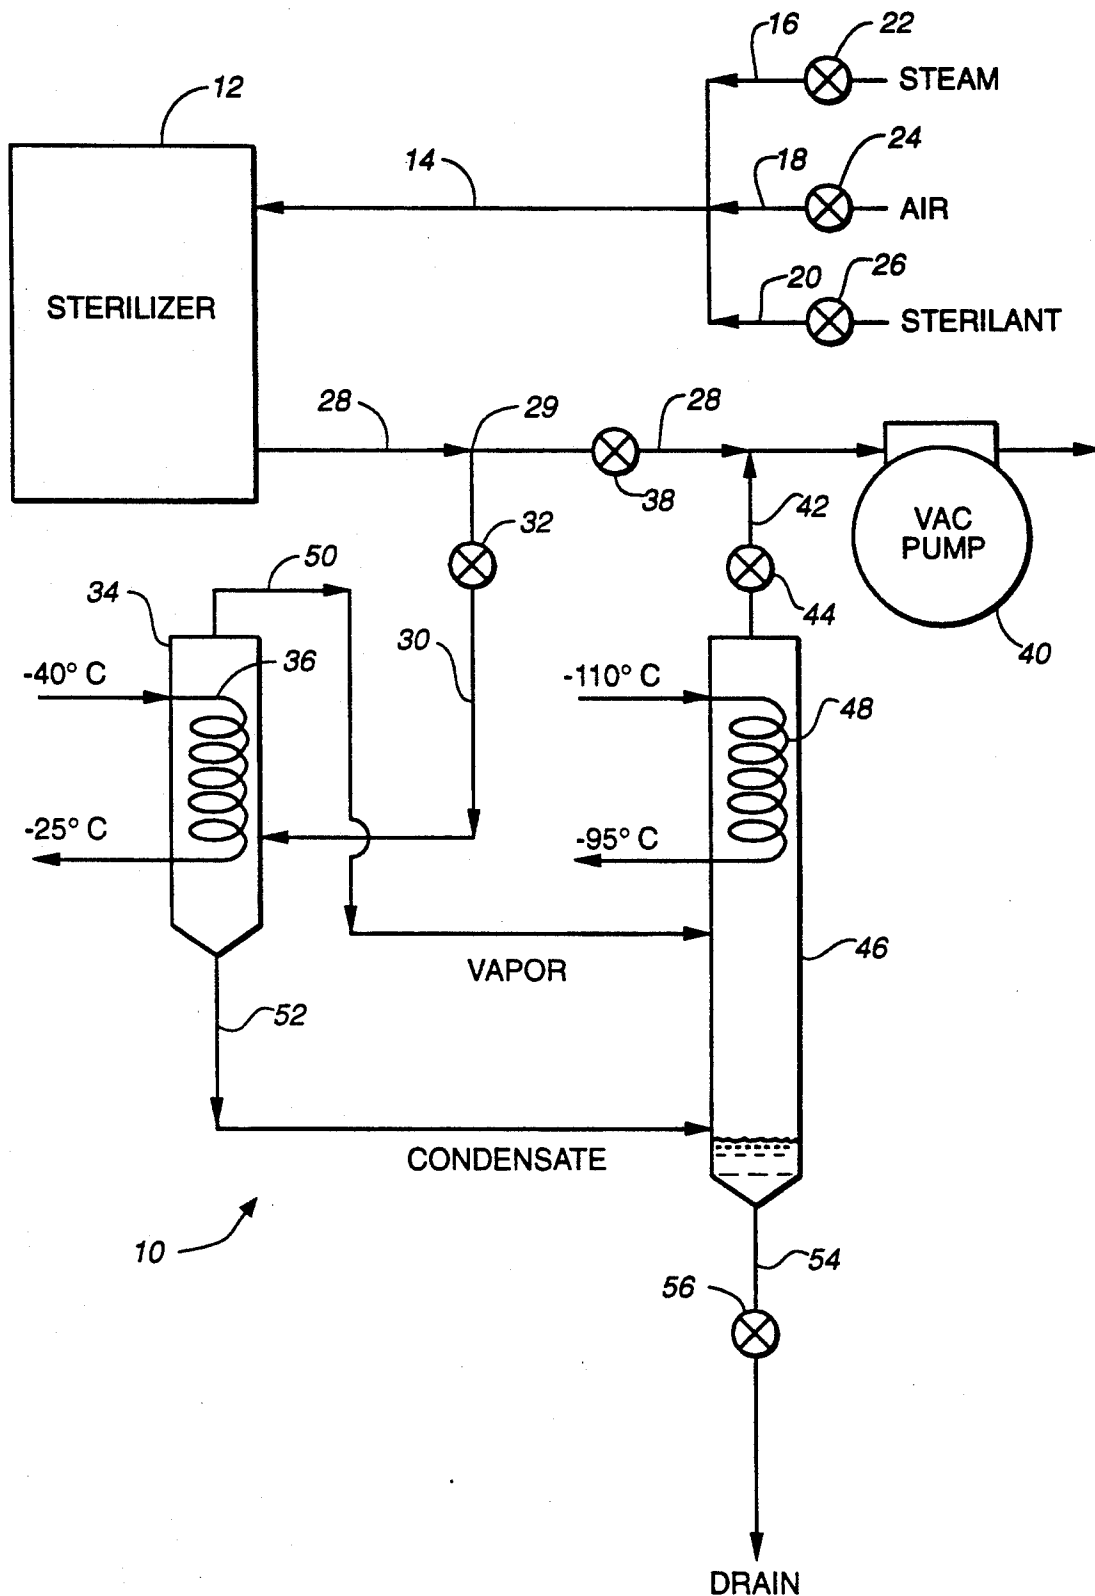 16
22
STEAM
12
14
18
24
AIR
20
26
STERILANT
STERILIZER
28
29
28
38
42
VAC
PUMP
32
50
34
44
40
30
-40° C
36
-110° C
48
-25° C
-95° C
46
VAPOR
52
CONDENSATE
10
54
56
DRAIN